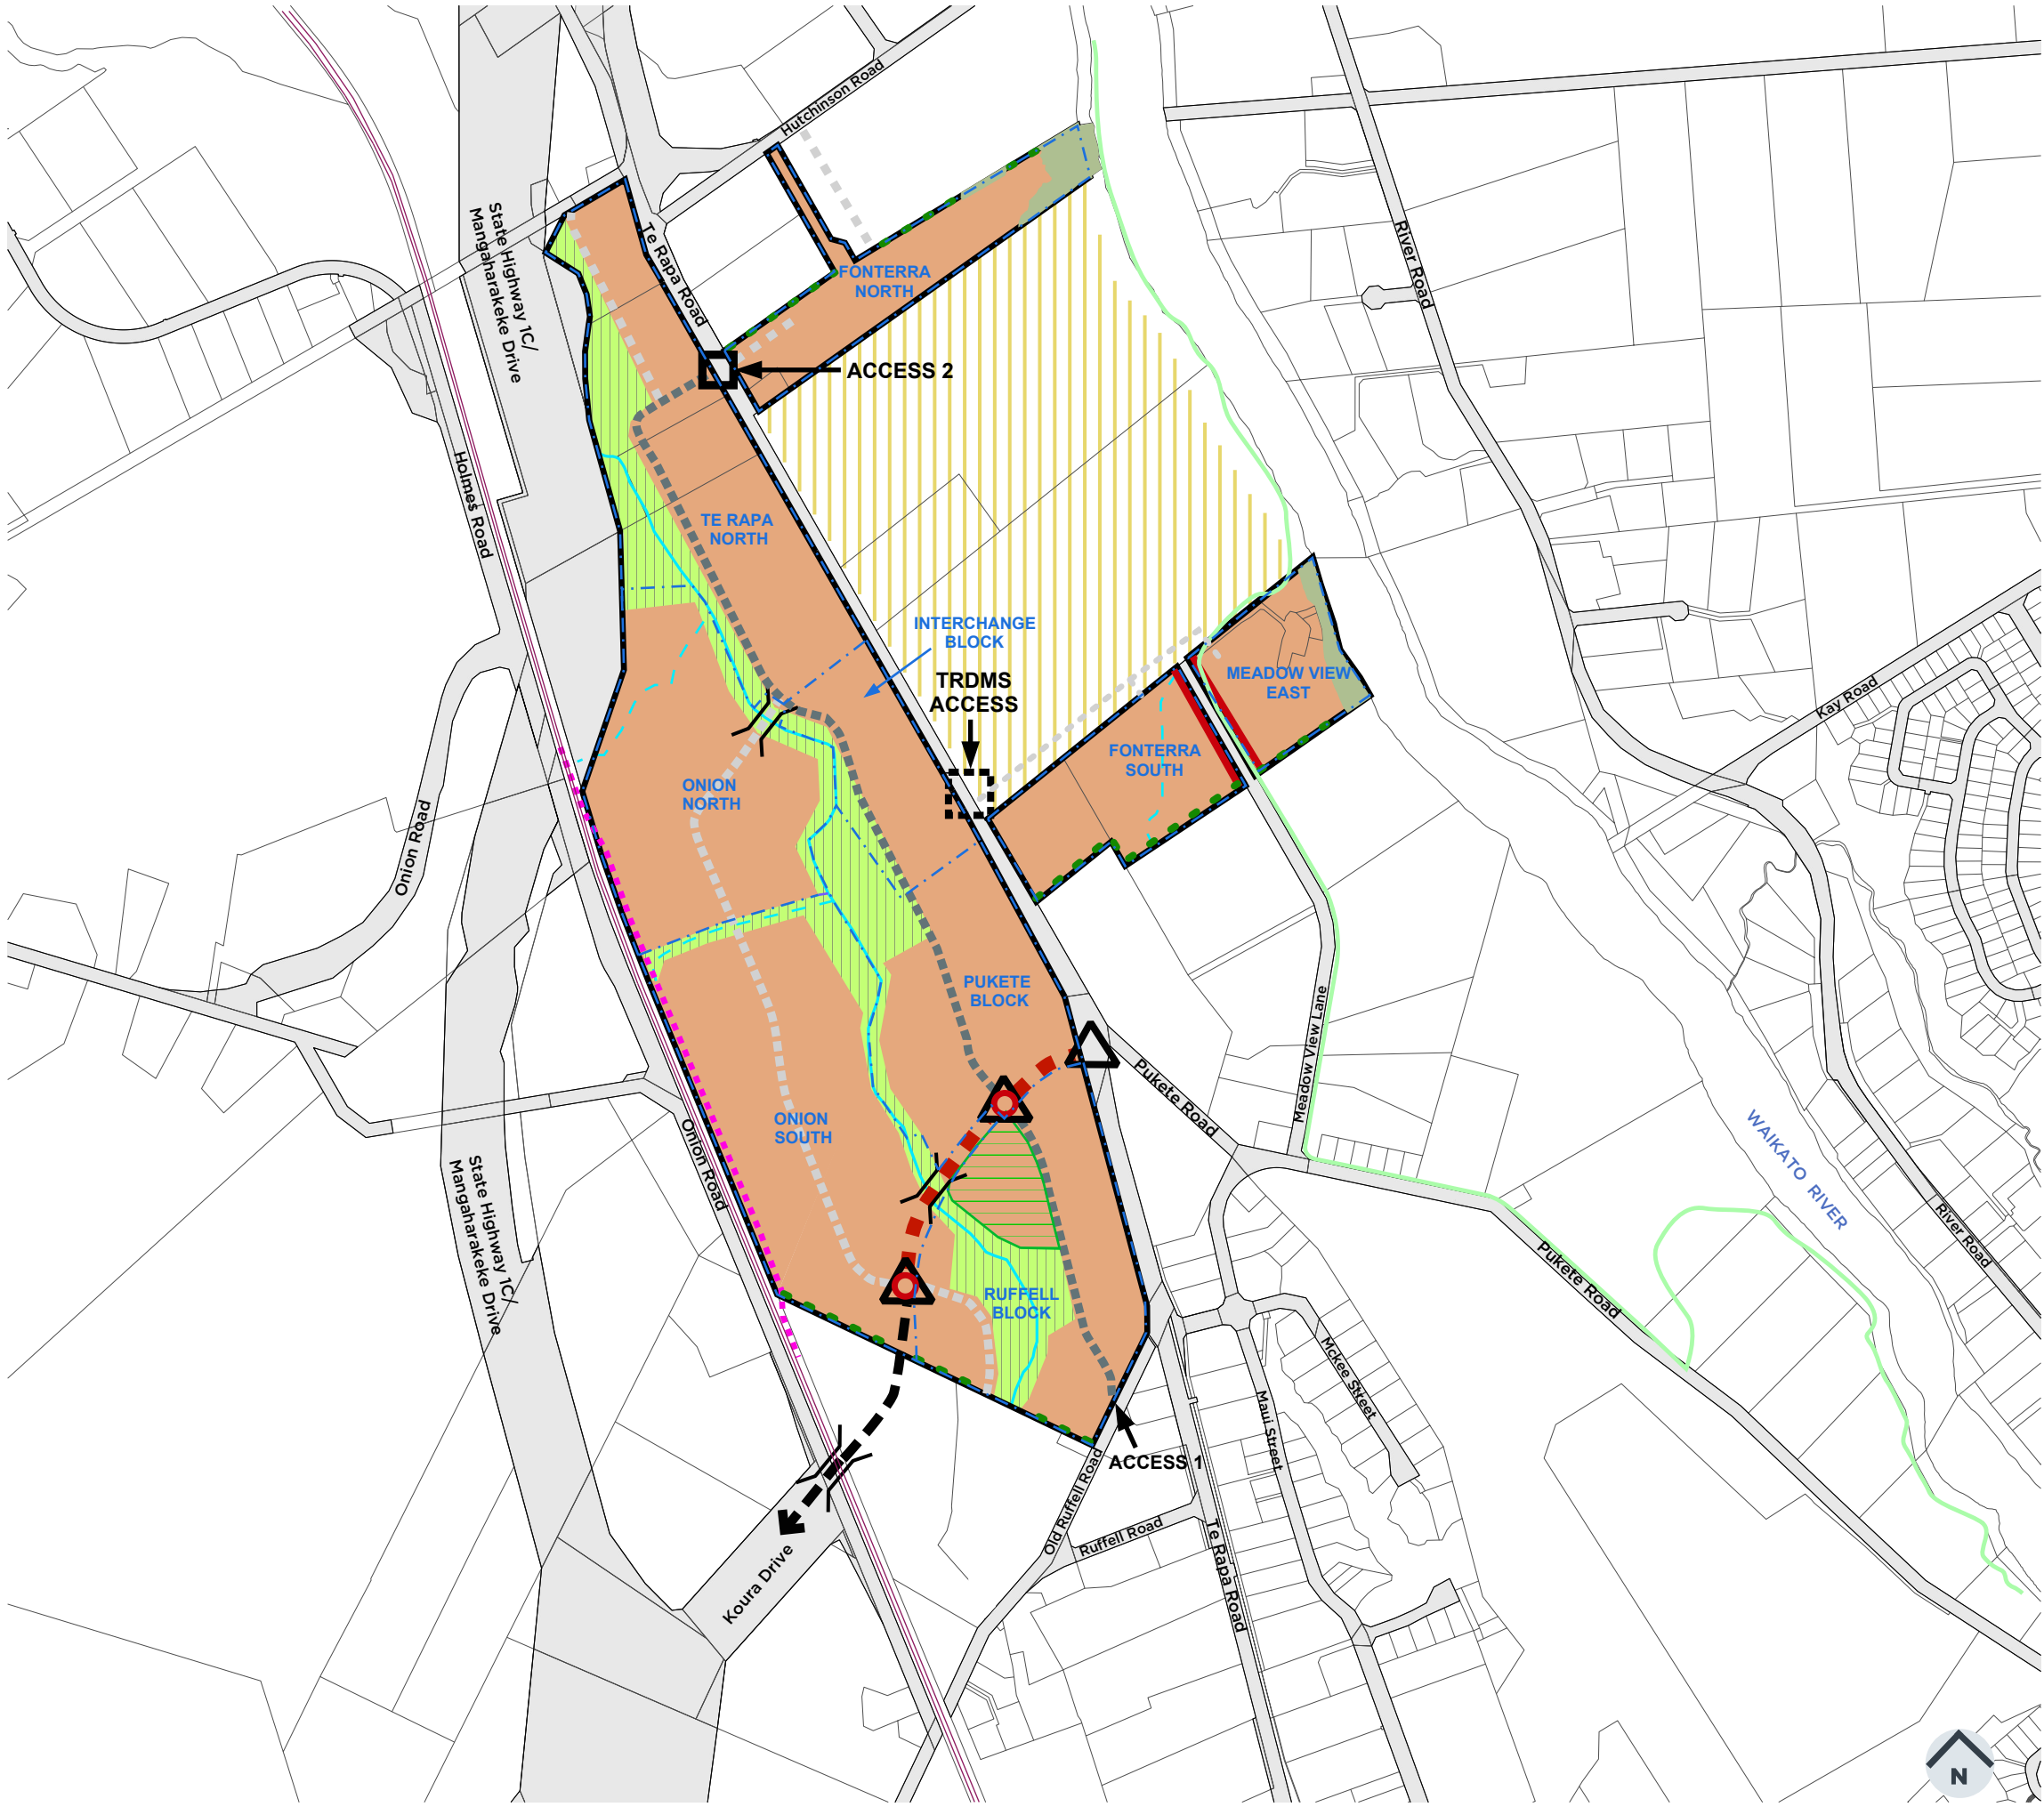 Hutchinson Road
State Highway 1C/
Mangaharakeke Drive
Te Rapa Road
River Road
FONTERRA
NORTH
ACCESS 2
Holmes Road
TE RAPA
NORTH
INTERCHANGE
BLOCK
TRDMS
ACCESS
MEADOW VIEW
EAST
Kay Road
FONTERRA
SOUTH
ONION
NORTH
Onion Road
PUKETE
BLOCK
Meadow View Lane
Pukete Road
ONION
SOUTH
Onion Road
WAIKATO RIVER
State Highway 1C/
Mangaharakeke Drive
River Road
Pukete Road
RUFFELL
BLOCK
Mckee Street
Maui Street
ACCESS 1
Old Ruffell Road
Ruffell Road
Te Rapa Road
Koura Drive
N